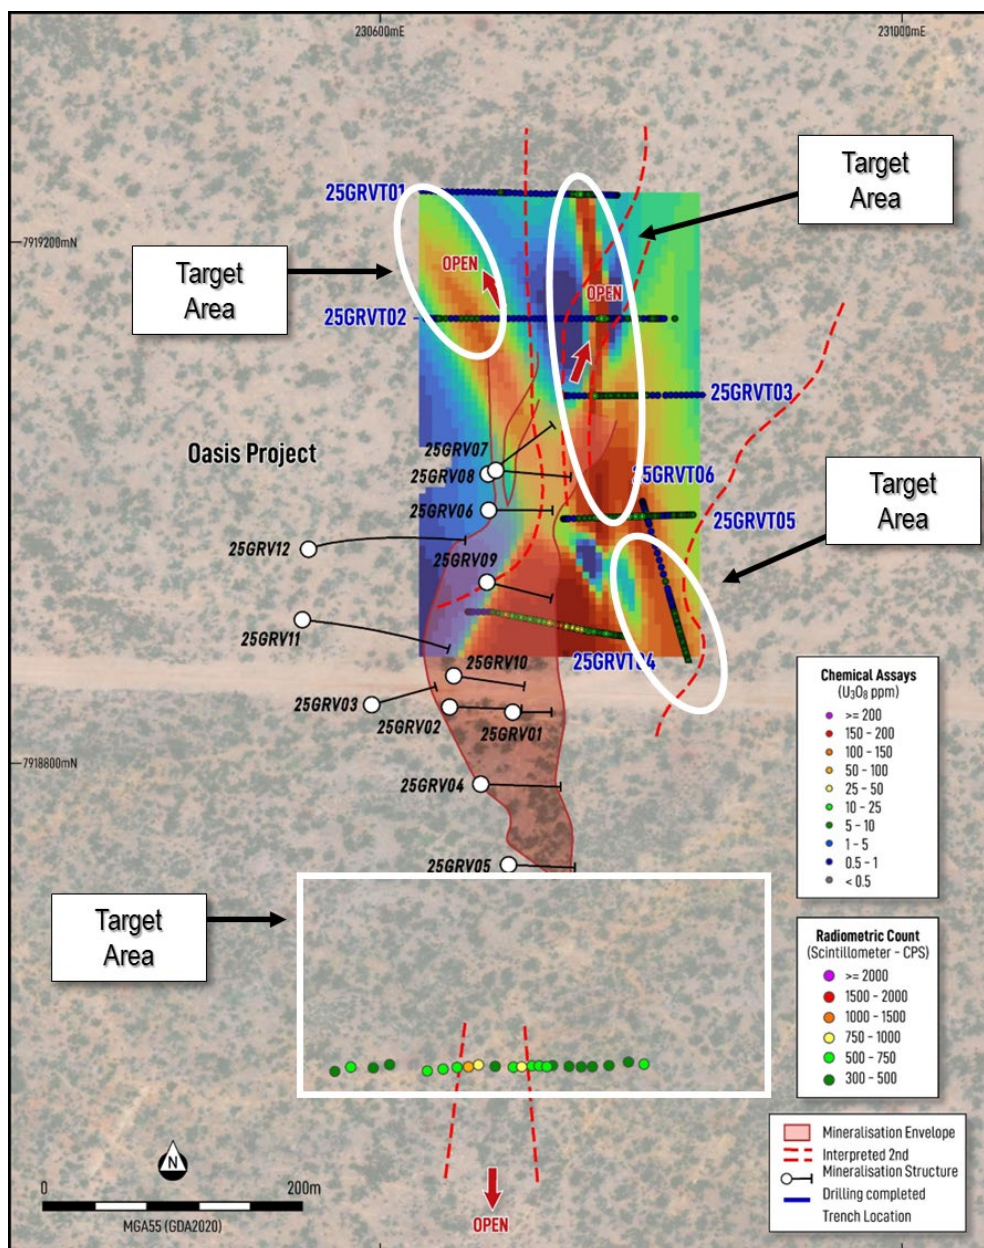 230600mE
231000mE
Target
Area
25GRVT01
7919200mN
OPEN
Target
Area
OPEN
25GRVT02
25GRVT03
Oasis Project
25GRV07
25GRV08
25GRVT06
Target
Area
25GRV06
25GRVT05
25GRV12
25GRV09
25GRV11
25GRVT04
25GRV10
25GRV03
25GRV02
25GRV01
7918800mN
25GRV04
25GRV05
Target
Area
Chemical Assays
(U₃O₈ ppm)
>= 200
150 - 200
100 - 150
50 - 100
25 - 50
10 - 25
5 - 10
1 - 5
0.5 - 1
< 0.5
Radiometric Count
(Scintillometer - CPS)
>= 2000
1500 - 2000
1000 - 1500
750 - 1000
500 - 750
300 - 500
Mineralisation Envelope
Interpreted 2nd
Mineralisation Structure
Drilling completed
Trench Location
N
0
200m
MGA55 (GDA2020)
OPEN